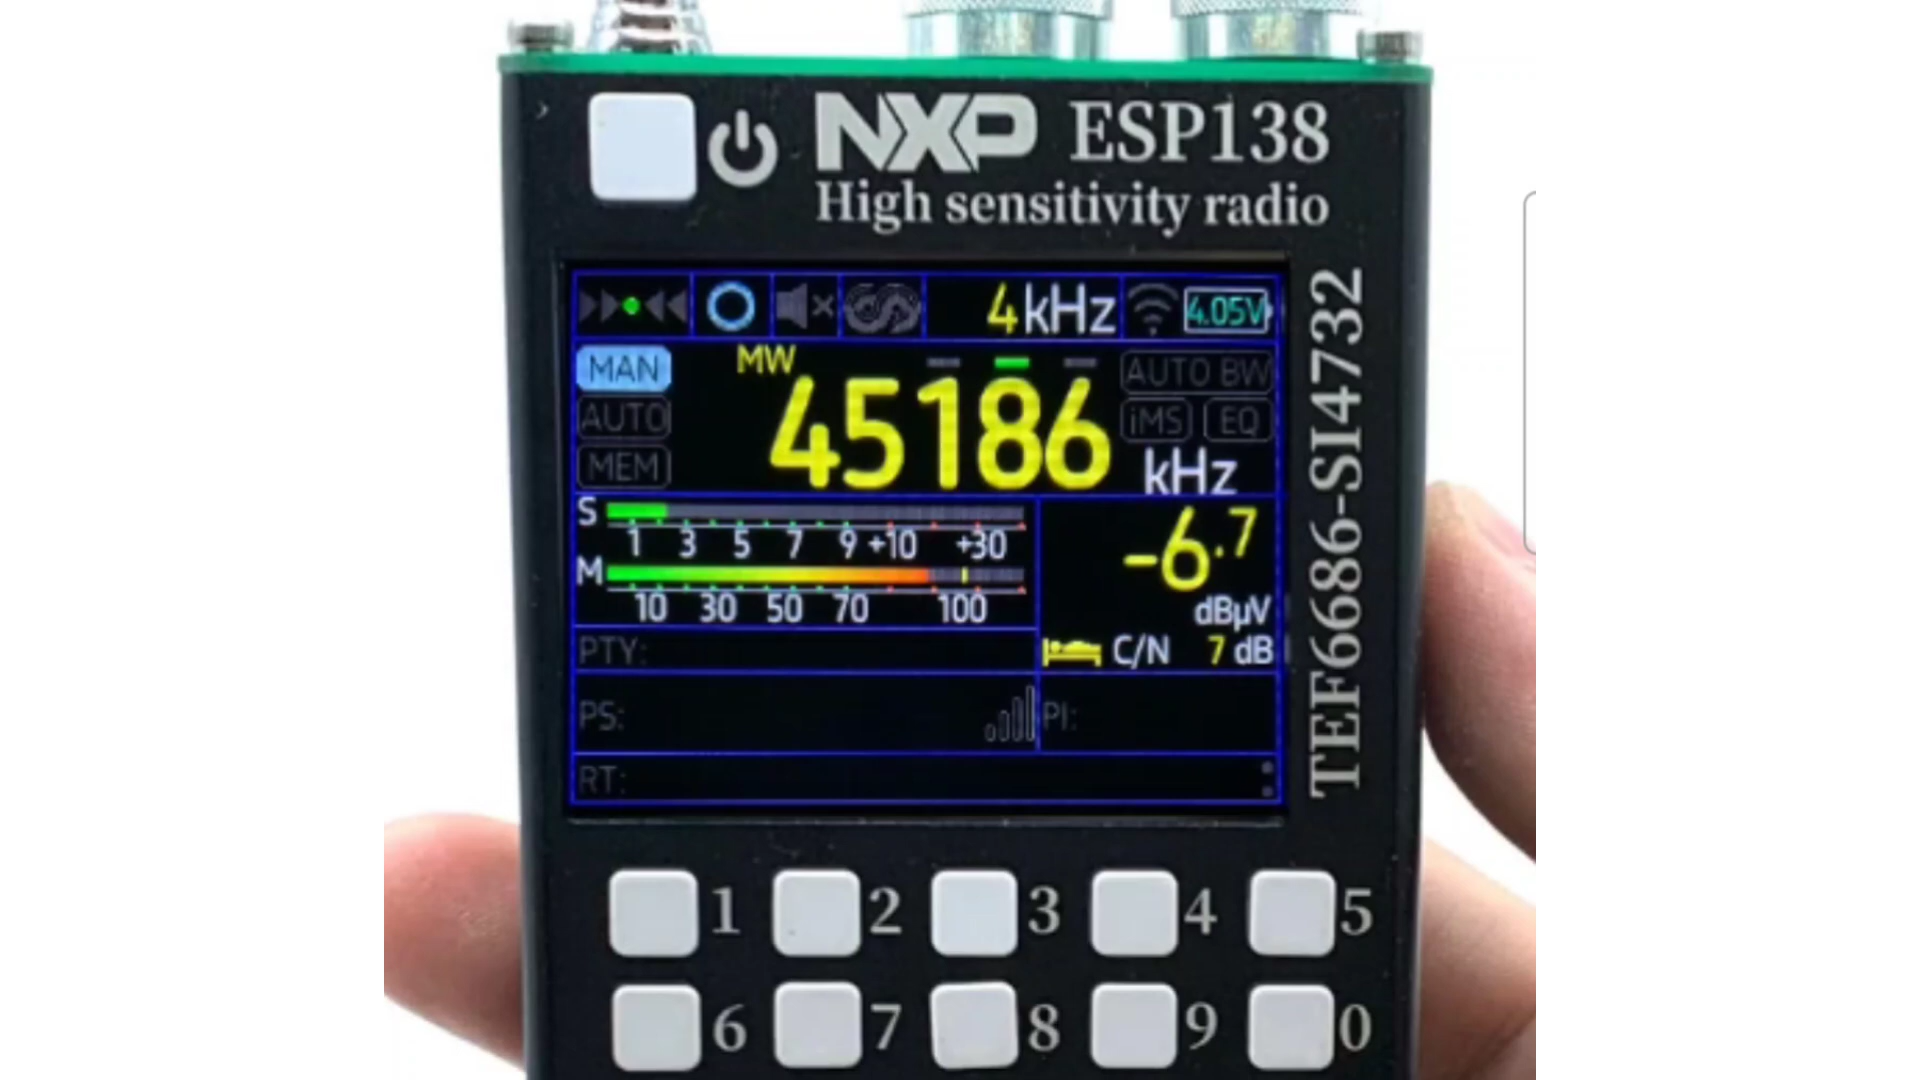 NXP ESP138
High sensitivity radio
4kHz
4.05V
MAN
MW
AUTO BW
45186
AUTO
iMS
EQ
MEM
kHz
S
1 3 5 7 9 +10 +30
-6.7
M
10 30 50 70 100
dBµV
PTY:
C/N 7 dB
PS:
PI:
RT:
TEF6686-SI4732
1 2 3 4 5
6 7 8 9 0